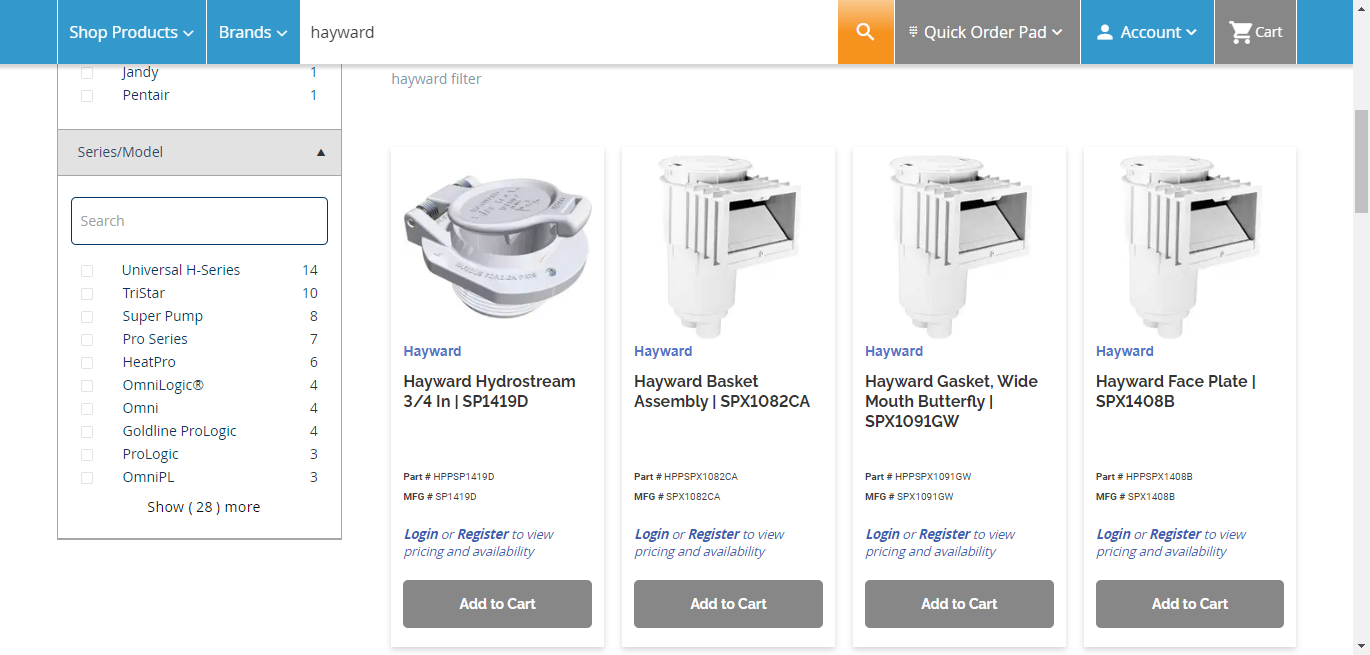 Shop Products
Brands
hayward
Quick Order Pad
Account
Cart
Jandy 1
Pentair 1
Series/Model
Search
Universal H-Series 14
TriStar 10
Super Pump 8
Pro Series 7
HeatPro 6
OmniLogic® 4
Omni 4
Goldline ProLogic 4
ProLogic 3
OmniPL 3
Show ( 28 ) more
hayward filter
Hayward
Hayward Hydrostream
3/4 In | SP1419D
Part # HPPSP1419D
MFG # SP1419D
Login or Register to view
pricing and availability
Add to Cart
Hayward
Hayward Basket
Assembly | SPX1082CA
Part # HPPSPX1082CA
MFG # SPX1082CA
Login or Register to view
pricing and availability
Add to Cart
Hayward
Hayward Gasket, Wide
Mouth Butterfly |
SPX1091GW
Part # HPPSPX1091GW
MFG # SPX1091GW
Login or Register to view
pricing and availability
Add to Cart
Hayward
Hayward Face Plate |
SPX1408B
Part # HPPSPX1408B
MFG # SPX1408B
Login or Register to view
pricing and availability
Add to Cart